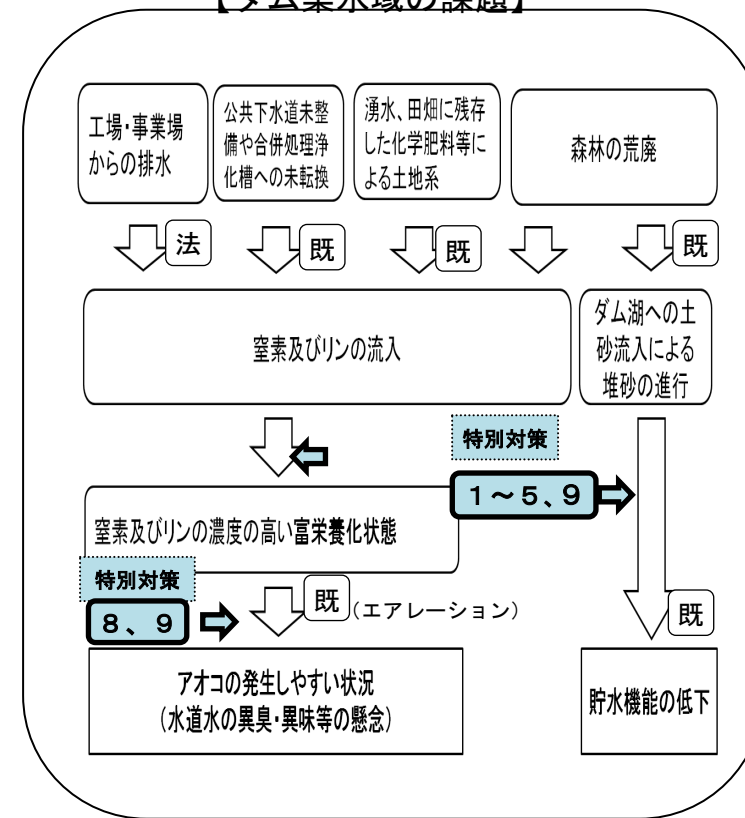 【ダム集水域の課題】
工場・事業場
からの排水
公共下水道未整
備や合併処理浄
化槽への未転換
湧水、田畑に残存
した化学肥料等に
よる土地系
森林の荒廃
法
既
既
既
窒素及びリンの流入
ダム湖への土
砂流入による
堆砂の進行
特別対策
1～5、9
窒素及びリンの濃度の高い富栄養化状態
特別対策
8、9
既
（エアレーション）
既
アオコの発生しやすい状況
（水道水の異臭・異味等の懸念）
貯水機能の低下